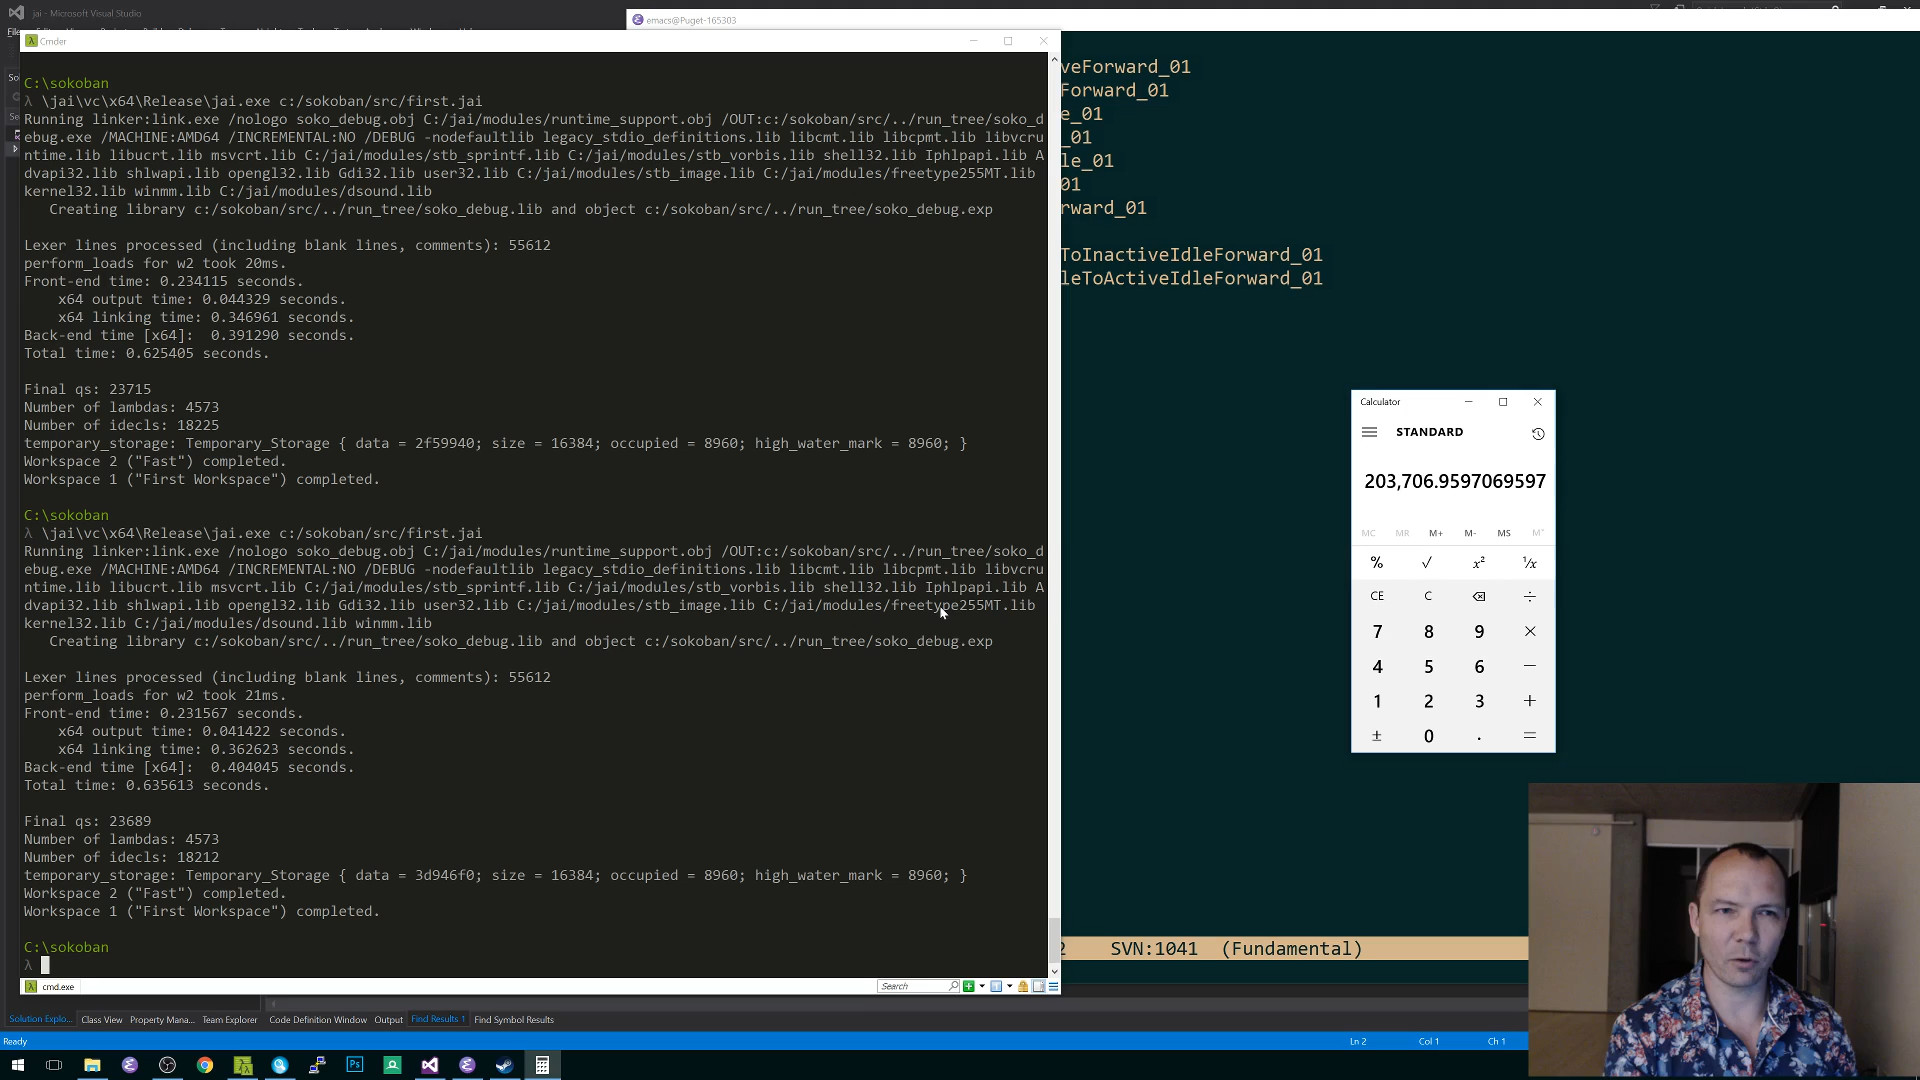 jai - Microsoft Visual Studio
emacs@Puget-165303
Cmder
C:\sokoban
λ \jai\vc\x64\Release\jai.exe c:/sokoban/src/first.jai
Running linker:link.exe /nologo soko_debug.obj C:/jai/modules/runtime_support.obj /OUT:c:/sokoban/src/../run_tree/soko_d
ebug.exe /MACHINE:AMD64 /INCREMENTAL:NO /DEBUG -nodefaultlib legacy_stdio_definitions.lib libcmt.lib libcpmt.lib libvcru
ntime.lib libucrt.lib msvcrt.lib C:/jai/modules/stb_sprintf.lib C:/jai/modules/stb_vorbis.lib shell32.lib Iphlpapi.lib A
dvapi32.lib shlwapi.lib opengl32.lib Gdi32.lib user32.lib C:/jai/modules/stb_image.lib C:/jai/modules/freetype255MT.lib
kernel32.lib winmm.lib C:/jai/modules/dsound.lib
Creating library c:/sokoban/src/../run_tree/soko_debug.lib and object c:/sokoban/src/../run_tree/soko_debug.exp
Lexer lines processed (including blank lines, comments): 55612
perform_loads for w2 took 20ms.
Front-end time: 0.234115 seconds.
x64 output time: 0.044329 seconds.
x64 linking time: 0.346961 seconds.
Back-end time [x64]:  0.391290 seconds.
Total time: 0.625405 seconds.
Final qs: 23715
Number of lambdas: 4573
Number of idecls: 18225
temporary_storage: Temporary_Storage { data = 2f59940; size = 16384; occupied = 8960; high_water_mark = 8960; }
Workspace 2 ("Fast") completed.
Workspace 1 ("First Workspace") completed.
C:\sokoban
λ \jai\vc\x64\Release\jai.exe c:/sokoban/src/first.jai
Running linker:link.exe /nologo soko_debug.obj C:/jai/modules/runtime_support.obj /OUT:c:/sokoban/src/../run_tree/soko_d
ebug.exe /MACHINE:AMD64 /INCREMENTAL:NO /DEBUG -nodefaultlib legacy_stdio_definitions.lib libcmt.lib libcpmt.lib libvcru
ntime.lib libucrt.lib msvcrt.lib C:/jai/modules/stb_sprintf.lib C:/jai/modules/stb_vorbis.lib shell32.lib Iphlpapi.lib A
dvapi32.lib shlwapi.lib opengl32.lib Gdi32.lib user32.lib C:/jai/modules/stb_image.lib C:/jai/modules/freetype255MT.lib
kernel32.lib C:/jai/modules/dsound.lib winmm.lib
Creating library c:/sokoban/src/../run_tree/soko_debug.lib and object c:/sokoban/src/../run_tree/soko_debug.exp
Lexer lines processed (including blank lines, comments): 55612
perform_loads for w2 took 21ms.
Front-end time: 0.231567 seconds.
x64 output time: 0.041422 seconds.
x64 linking time: 0.362623 seconds.
Back-end time [x64]:  0.404045 seconds.
Total time: 0.635613 seconds.
Final qs: 23689
Number of lambdas: 4573
Number of idecls: 18212
temporary_storage: Temporary_Storage { data = 3d946f0; size = 16384; occupied = 8960; high_water_mark = 8960; }
Workspace 2 ("Fast") completed.
Workspace 1 ("First Workspace") completed.
C:\sokoban
λ
cmd.exe
Search
veForward_01
Forward_01
e_01
_01
le_01
01
rward_01
ToInactiveIdleForward_01
leToActiveIdleForward_01
2 SVN:1041 (Fundamental)
Calculator
STANDARD
203,706.9597069597
MC MR M+ M- MS M˅
% √ x² ¹/x
CE C ⌫ ÷
7 8 9 ×
4 5 6 −
1 2 3 +
± 0 . =
Solution Explo... Class View Property Mana... Team Explorer Code Definition Window Output Find Results 1 Find Symbol Results
Ready Ln 2 Col 1 Ch 1